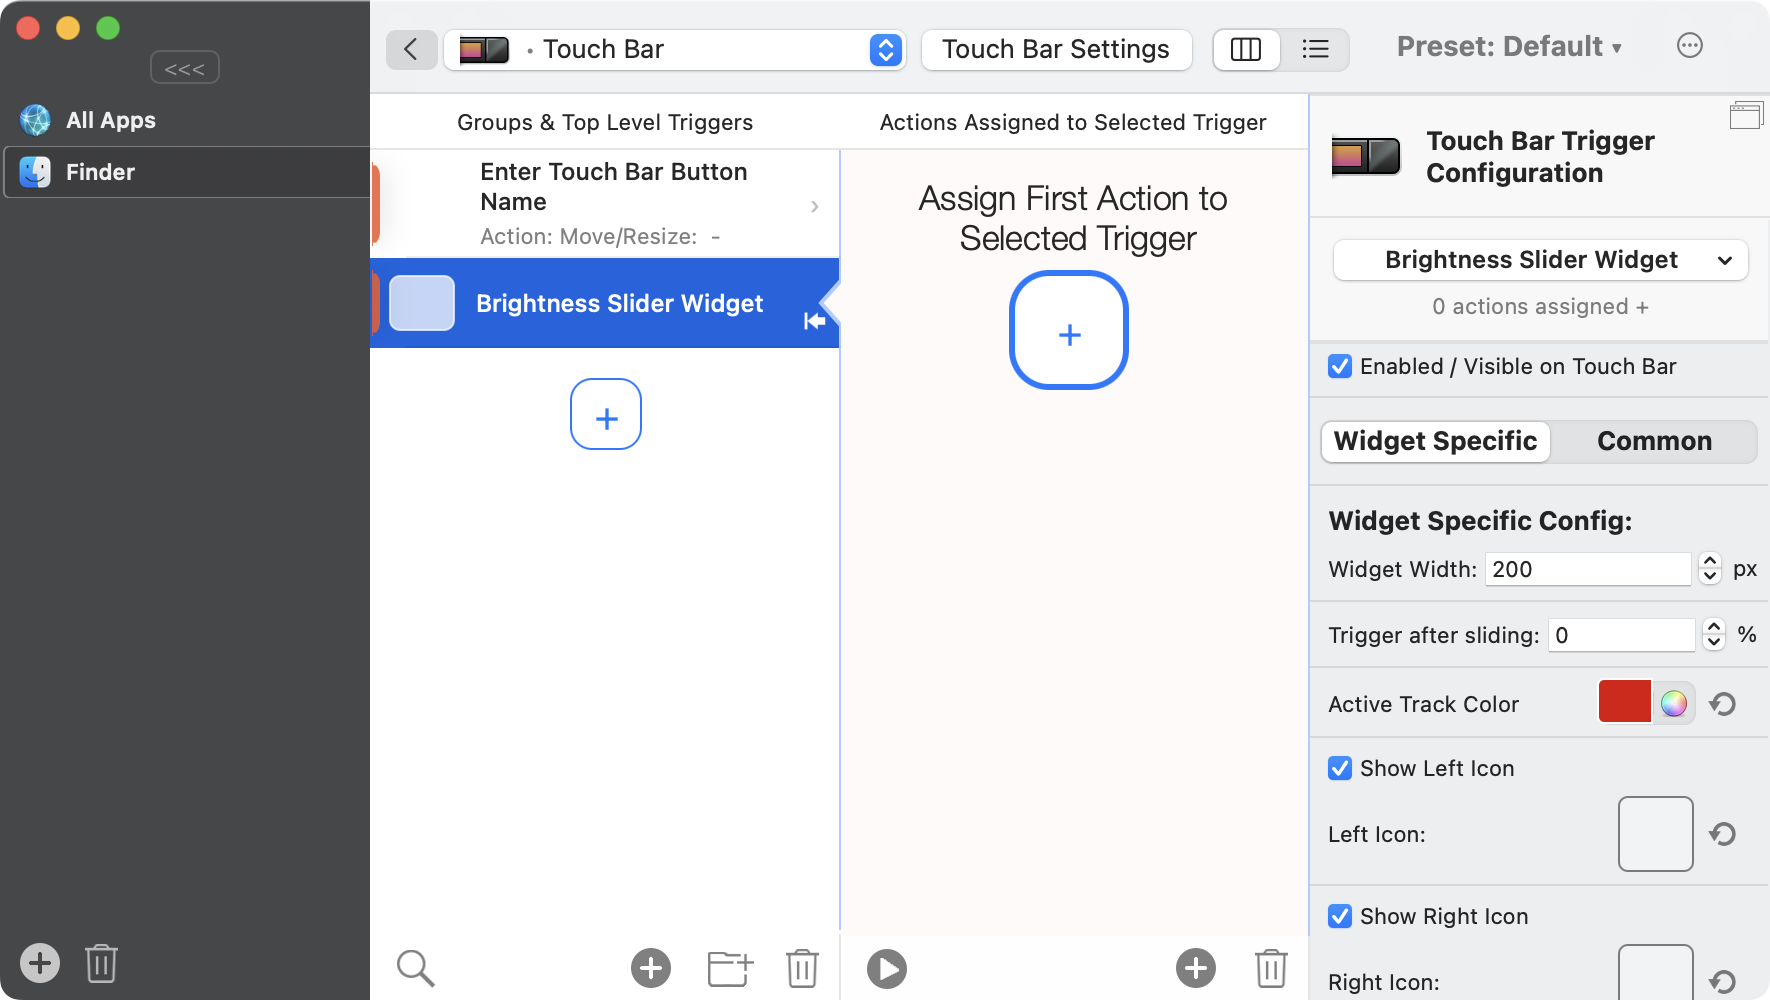 <<<
All Apps
Finder
• Touch Bar
Touch Bar Settings
Preset: Default ▾
Groups & Top Level Triggers
Enter Touch Bar Button
Name
Action: Move/Resize: -
Brightness Slider Widget
Actions Assigned to Selected Trigger
Assign First Action to
Selected Trigger
Touch Bar Trigger
Configuration
Brightness Slider Widget
0 actions assigned +
Enabled / Visible on Touch Bar
Widget Specific
Common
Widget Specific Config:
Widget Width: 200 px
Trigger after sliding: 0 %
Active Track Color
Show Left Icon
Left Icon:
Show Right Icon
Right Icon: